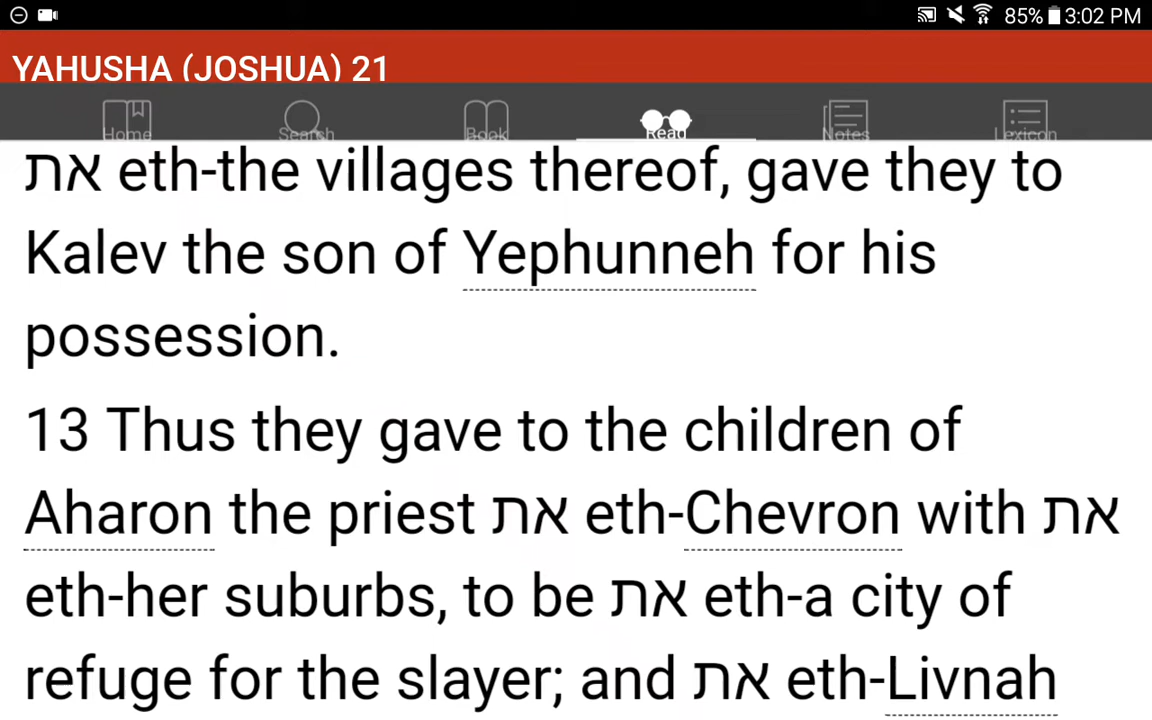 85% 3:02 PM
YAHUSHA (JOSHUA) 21
Home Search Book Read Notes Lexicon
את eth-the villages thereof, gave they to
Kalev the son of Yephunneh for his
possession.
13 Thus they gave to the children of
Aharon the priest את eth-Chevron with את
eth-her suburbs, to be את eth-a city of
refuge for the slayer; and את eth-Livnah